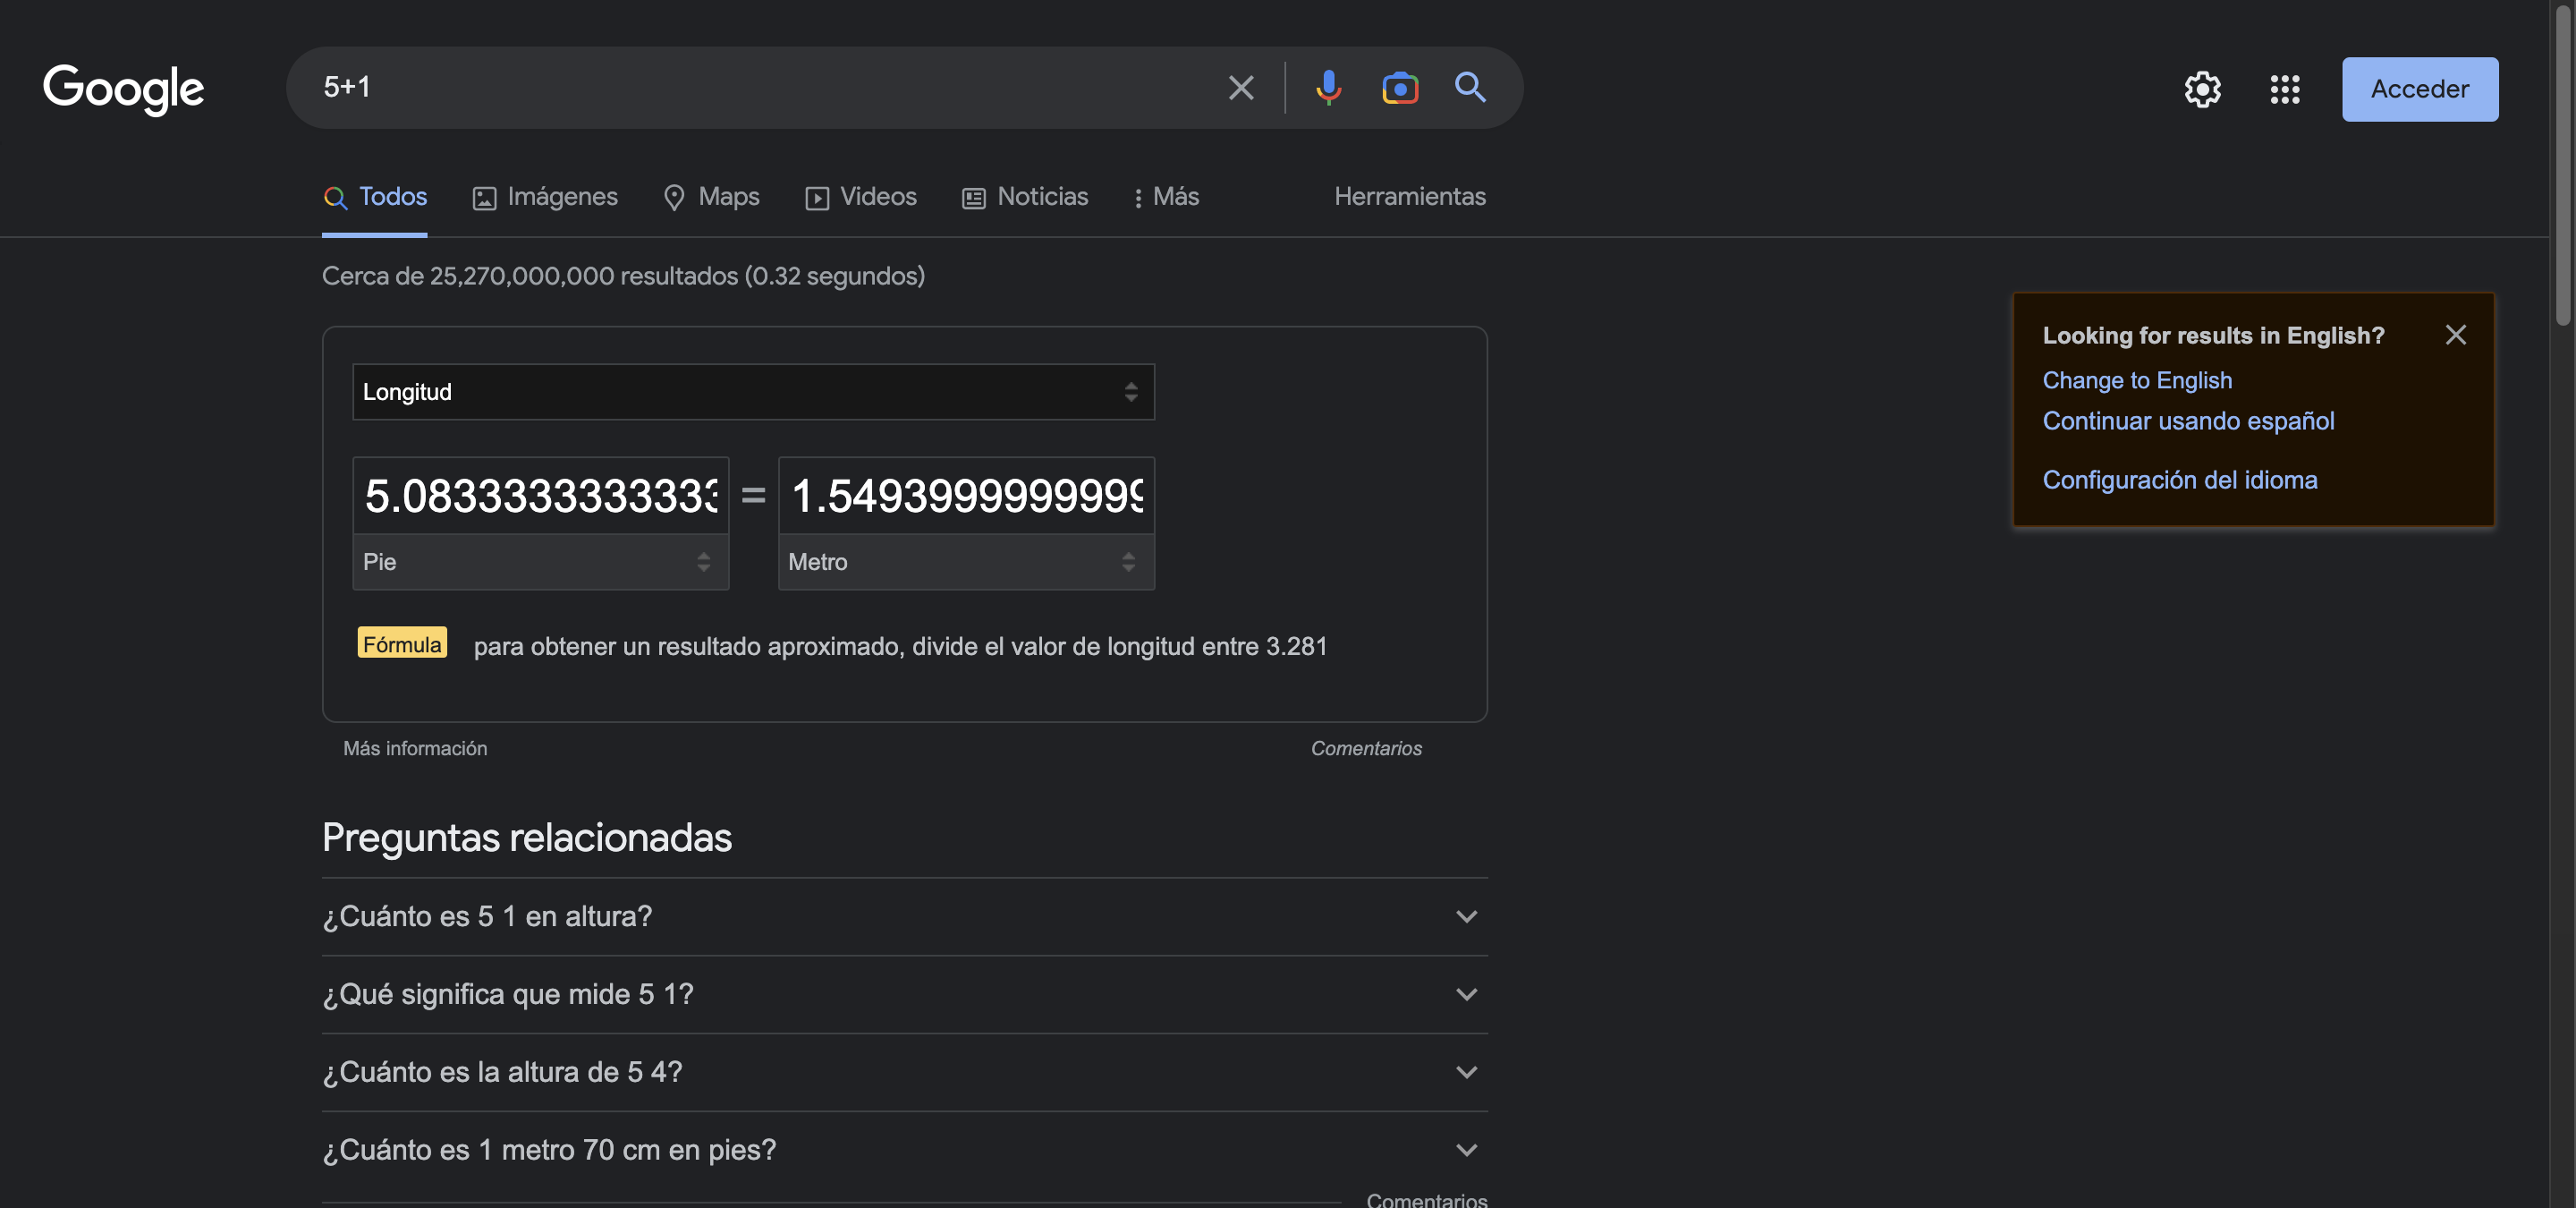 Google
5+1
Acceder
Todos
Imágenes
Maps
Videos
Noticias
Más
Herramientas
Cerca de 25,270,000,000 resultados (0.32 segundos)
Looking for results in English?
Change to English
Continuar usando español
Configuración del idioma
Longitud
5.0833333333333 = 1.5493999999999
Pie
Metro
Fórmula para obtener un resultado aproximado, divide el valor de longitud entre 3.281
Más información
Comentarios
Preguntas relacionadas
¿Cuánto es 5 1 en altura?
¿Qué significa que mide 5 1?
¿Cuánto es la altura de 5 4?
¿Cuánto es 1 metro 70 cm en pies?
Comentarios